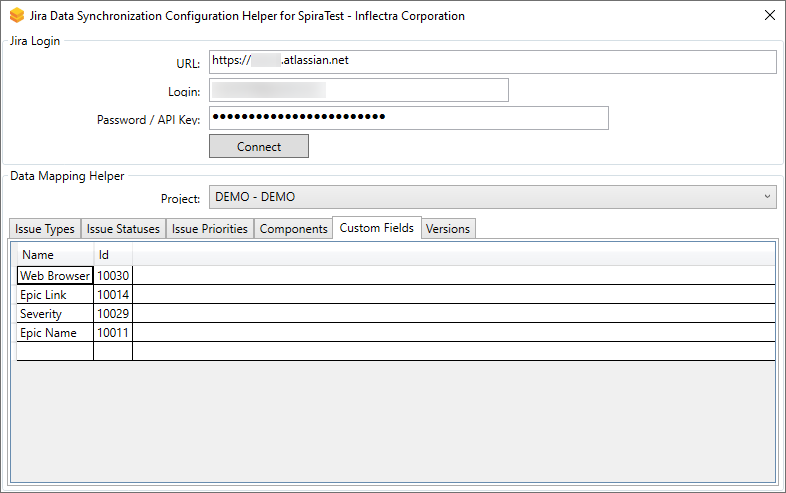 Jira Data Synchronization Configuration Helper for SpiraTest - Inflectra Corporation
Jira Login
URL: https:// .atlassian.net
Login:
Password / API Key: ●●●●●●●●●●●●●●●●●●●●●●●●
Connect
Data Mapping Helper
Project: DEMO - DEMO
Issue Types Issue Statuses Issue Priorities Components Custom Fields Versions
Name Id
Web Browser 10030
Epic Link 10014
Severity 10029
Epic Name 10011